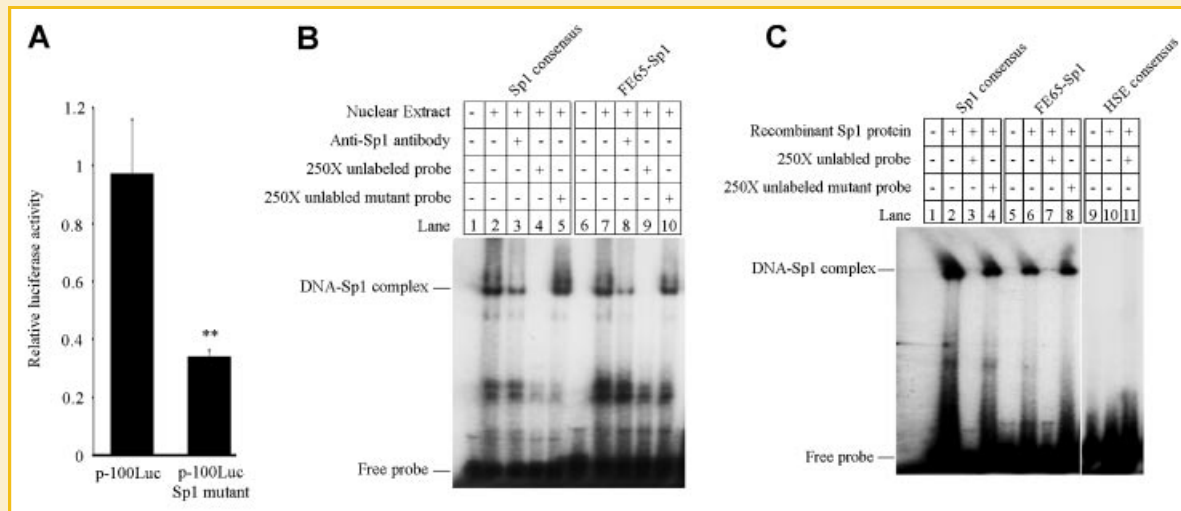 A
Relative luciferase activity
1.2
1
0.8
0.6
0.4
0.2
0
**
p-100Luc
p-100Luc
Sp1 mutant
B
Sp1 consensus
FE65-Sp1
Nuclear Extract - + + + + - + + + +
Anti-Sp1 antibody - - + - - - - + - -
250X unlabeled probe - - - + - - - - + -
250X unlabled mutant probe - - - - + - - - - +
Lane 1 2 3 4 5 6 7 8 9 10
DNA-Sp1 complex
Free probe
C
Sp1 consensus
FE65-Sp1
HSE consensus
Recombinant Sp1 protein - + + + - + + + - + +
250X unlabled probe - - + - - - + - - - +
250X unlabeled mutant probe - - - + - - - + - - -
Lane 1 2 3 4 5 6 7 8 9 10 11
DNA-Sp1 complex
Free probe